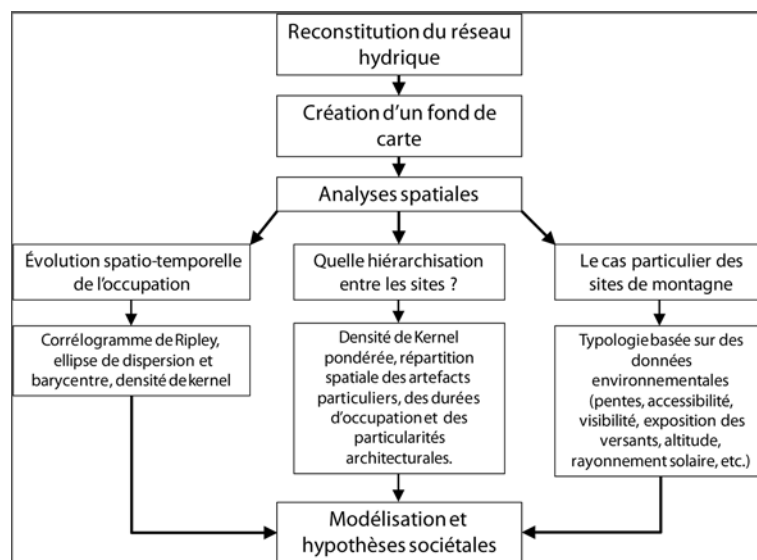 Reconstitution du réseau
hydrique
Création d'un fond de
carte
Analyses spatiales
Évolution spatio-temporelle
de l'occupation
Quelle hiérarchisation
entre les sites ?
Le cas particulier des
sites de montagne
Corrélogramme de Ripley,
ellipse de dispersion et
barycentre, densité de kernel
Densité de Kernel
pondérée, répartition
spatiale des artefacts
particuliers, des durées
d'occupation et des
particularités
architecturales.
Typologie basée sur des
données
environnementales
(pentes, accessibilité,
visibilité, exposition des
versants, altitude,
rayonnement solaire, etc.)
Modélisation et
hypothèses sociétales